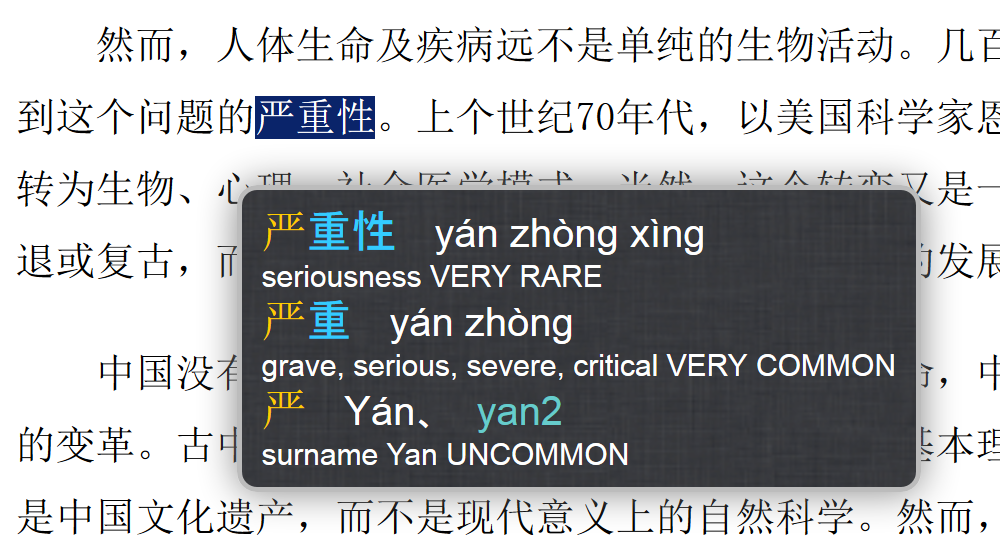 然而，人体生命及疾病远不是单纯的生物活动。几百
到这个问题的严重性。上个世纪70年代，以美国科学家恩
转为生物、心理、社会医学模式。当然，这个转变又是一
退或复古，而
的发展
严重性 yán zhòng xìng
seriousness VERY RARE
严重 yán zhòng
grave, serious, severe, critical VERY COMMON
严 Yán、 yan2
surname Yan UNCOMMON
中国没有
命，中
的变革。古中
基本理
是中国文化遗产，而不是现代意义上的自然科学。然而，